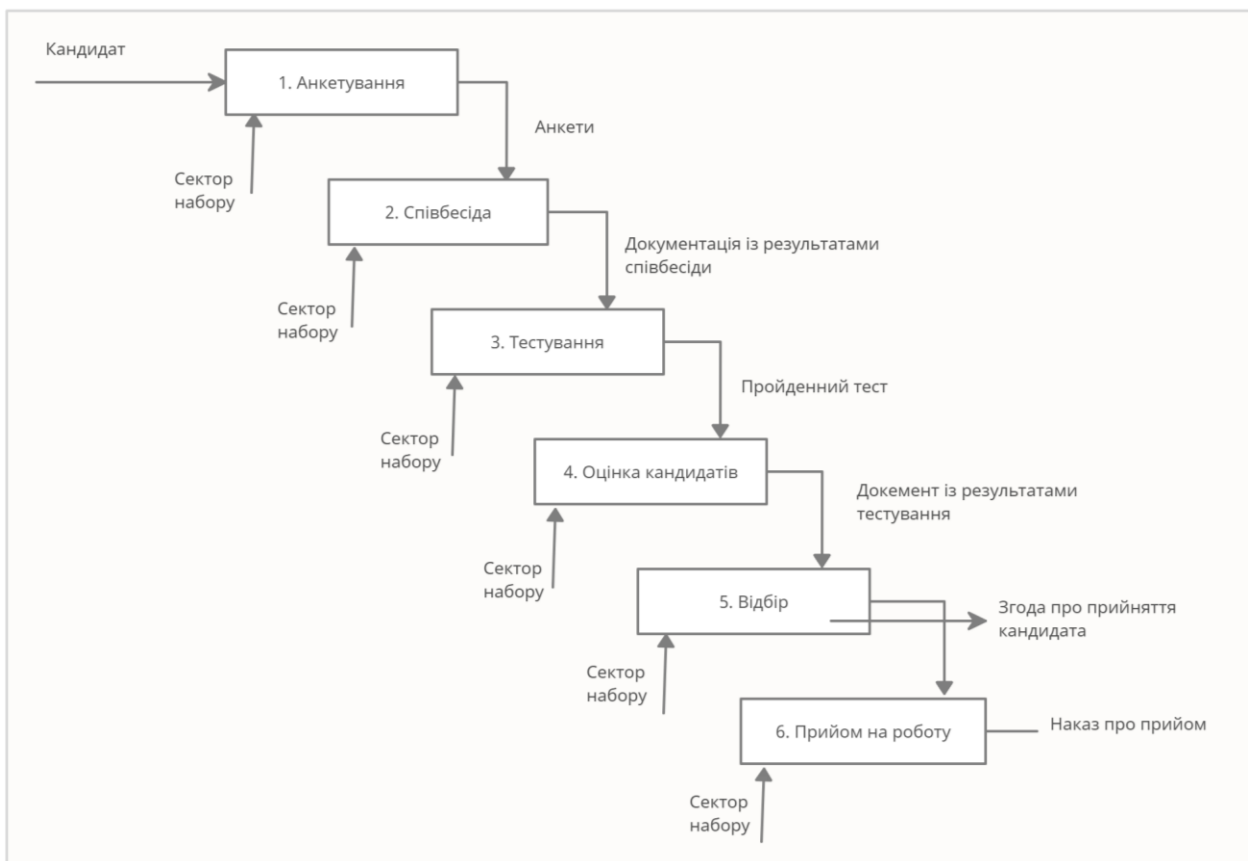 Кандидат
1. Анкетування
Анкети
Сектор
набору
2. Співбесіда
Документація із результатами
співбесіди
Сектор
набору
3. Тестування
Пройденний тест
Сектор
набору
4. Оцінка кандидатів
Докемент із результатами
тестування
Сектор
набору
5. Відбір
Згода про прийняття
кандидата
Сектор
набору
6. Прийом на роботу
Наказ про прийом
Сектор
набору